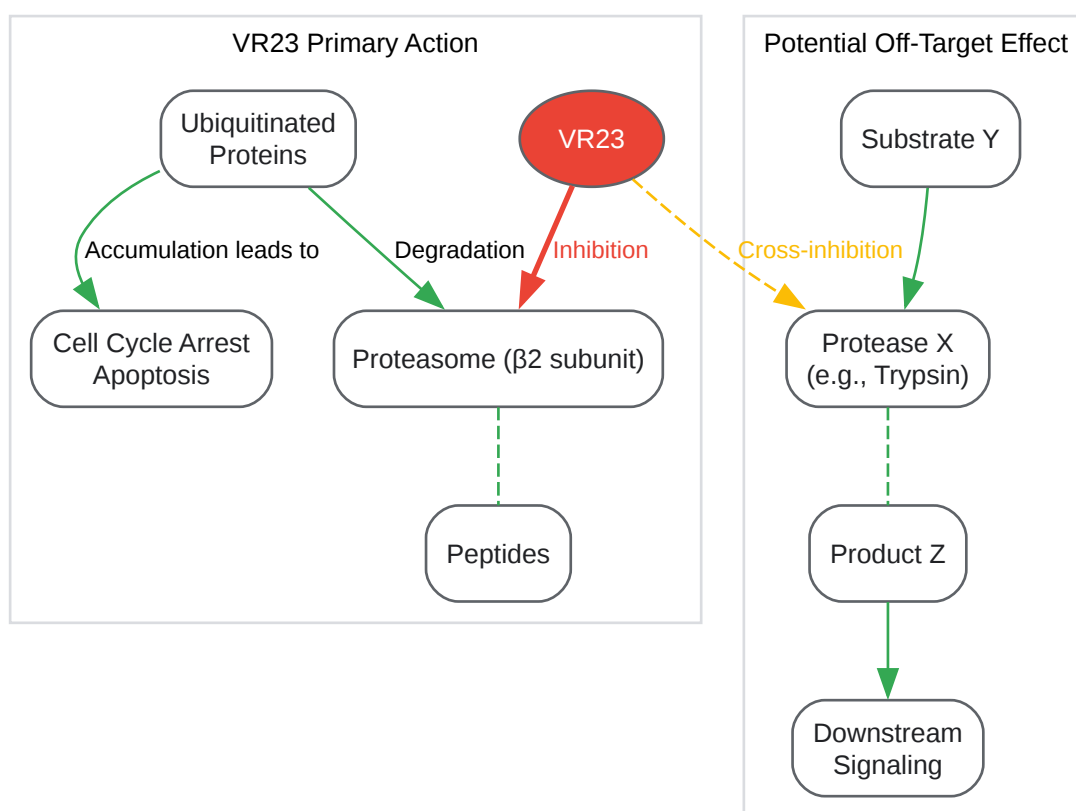 VR23 Primary Action
Potential Off-Target Effect
Ubiquitinated
Proteins
VR23
Substrate Y
Accumulation leads to
Degradation
Inhibition
Cross-inhibition
Cell Cycle Arrest
Apoptosis
Proteasome (β2 subunit)
Protease X
(e.g., Trypsin)
Peptides
Product Z
Downstream
Signaling